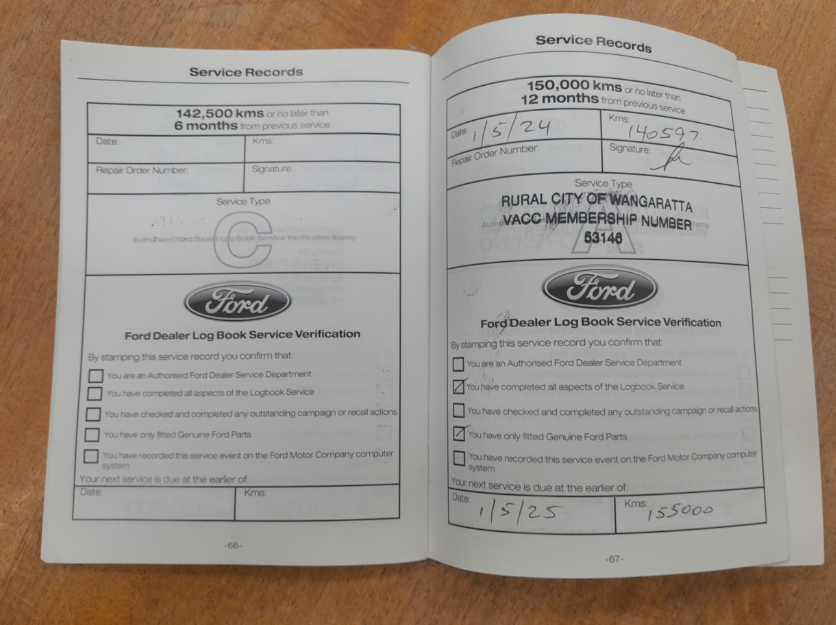 Service Records
142,500 kms or no later than
6 months from previous service
Date:
Kms:
Repair Order Number:
Signature:
Service Type
C
Authorised Ford Dealer Log Book Service Verification Stamp
Ford
Ford Dealer Log Book Service Verification
By stamping this service record you confirm that:
You are an Authorised Ford Dealer Service Department
You have completed all aspects of the Logbook Service
You have checked and completed any outstanding campaign or recall actions
You have only fitted Genuine Ford Parts
You have recorded this service event on the Ford Motor Company computer
system
Your next service is due at the earlier of:
Date:
Kms:
-66-
Service Records
150,000 kms or no later than
12 months from previous service
Date: 1/5/24
Kms: 140597
Repair Order Number:
Signature:
Service Type
A
RURAL CITY OF WANGARATTA
VACC MEMBERSHIP NUMBER
53146
Ford
Ford Dealer Log Book Service Verification
By stamping this service record you confirm that:
You are an Authorised Ford Dealer Service Department
You have completed all aspects of the Logbook Service
You have checked and completed any outstanding campaign or recall actions
You have only fitted Genuine Ford Parts
You have recorded this service event on the Ford Motor Company computer
system
Your next service is due at the earlier of:
Date: 1/5/25
Kms: 155000
-67-